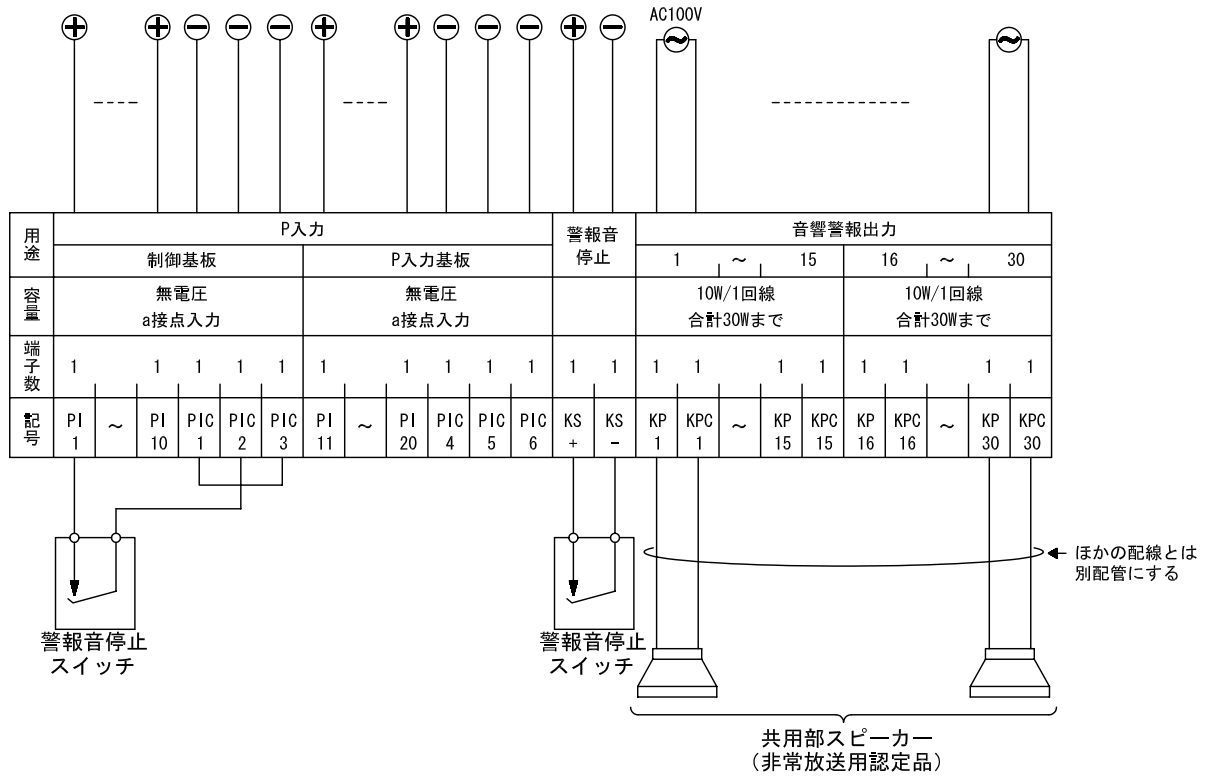 AC100V
用途
P入力
警報音
停止
音響警報出力
制御基板
P入力基板
1 ~ 15
16 ~ 30
容量
無電圧
a接点入力
無電圧
a接点入力
10W/1回線
合計30Wまで
10W/1回線
合計30Wまで
端子数
1 1 1 1 1 1 1 1 1 1 1 1 1 1 1 1 1 1 1 1
記号
PI ~ PI PIC PIC PIC PI ~ PI PIC PIC PIC KS KS KP KPC ~ KP KPC KP KPC ~ KP KPC
1 10 1 2 3 11 20 4 5 6 + − 1 1 15 15 16 16 30 30
警報音停止
スイッチ
警報音停止
スイッチ
ほかの配線とは
別配管にする
共用部スピーカー
(非常放送用認定品)